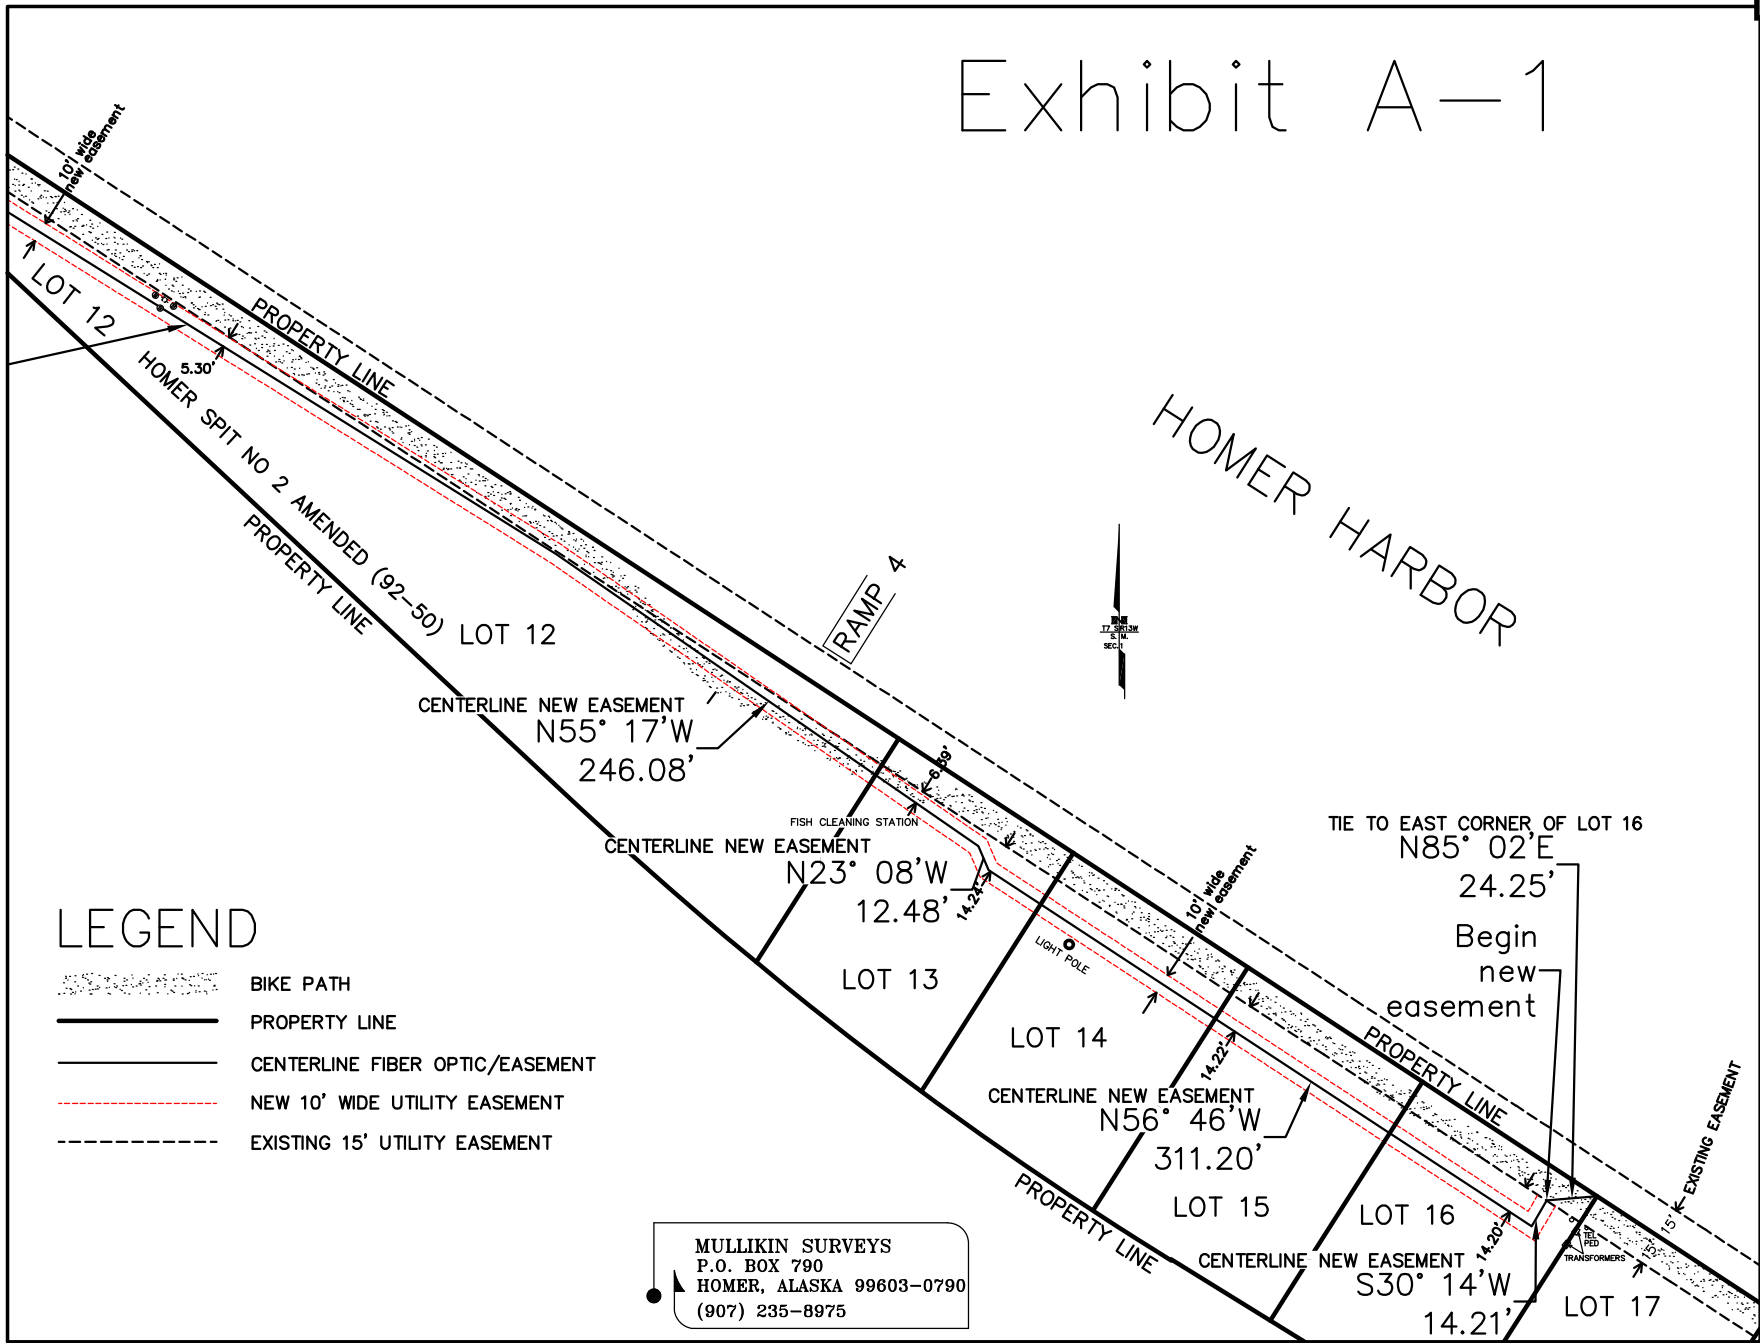 Exhibit A-1
10' wide
new easement
LOT 12
5.30'
PROPERTY LINE
HOMER SPIT NO 2 AMENDED (92-50)
PROPERTY LINE
LOT 12
RAMP 4
HOMER HARBOR
T7 S R13W
S. M.
SEC.1
CENTERLINE NEW EASEMENT
N55° 17'W
246.08'
6.59'
FISH CLEANING STATION
CENTERLINE NEW EASEMENT
N23° 08'W
12.48'
14.24'
LOT 13
LIGHT POLE
10' wide
new easement
TIE TO EAST CORNER OF LOT 16
N85° 02'E
24.25'
Begin
new
easement
LOT 14
14.22'
CENTERLINE NEW EASEMENT
N56° 46'W
311.20'
PROPERTY LINE
EXISTING EASEMENT
15'
15'
LOT 15
PROPERTY LINE
LOT 16
14.20'
TEL
PED
TRANSFORMERS
CENTERLINE NEW EASEMENT
S30° 14'W
14.21'
LOT 17
LEGEND
BIKE PATH
PROPERTY LINE
CENTERLINE FIBER OPTIC/EASEMENT
NEW 10' WIDE UTILITY EASEMENT
EXISTING 15' UTILITY EASEMENT
MULLIKIN SURVEYS
P.O. BOX 790
HOMER, ALASKA 99603-0790
(907) 235-8975